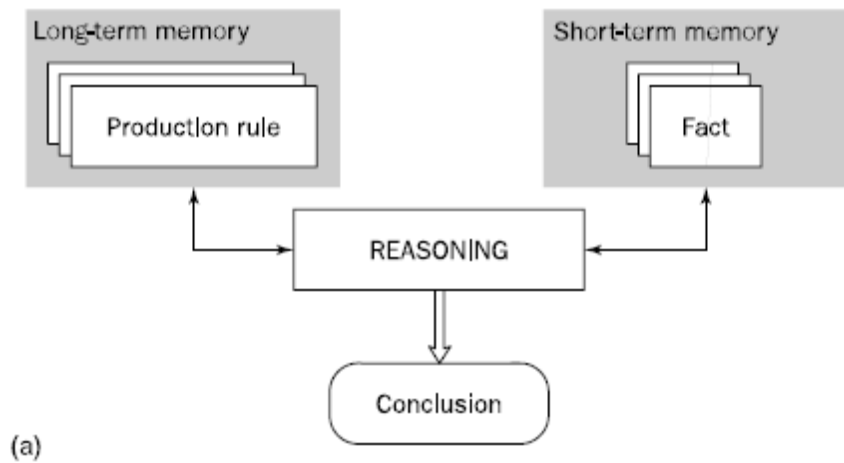 Long-term memory
Short-term memory
Production rule
Fact
REASONING
Conclusion
(a)